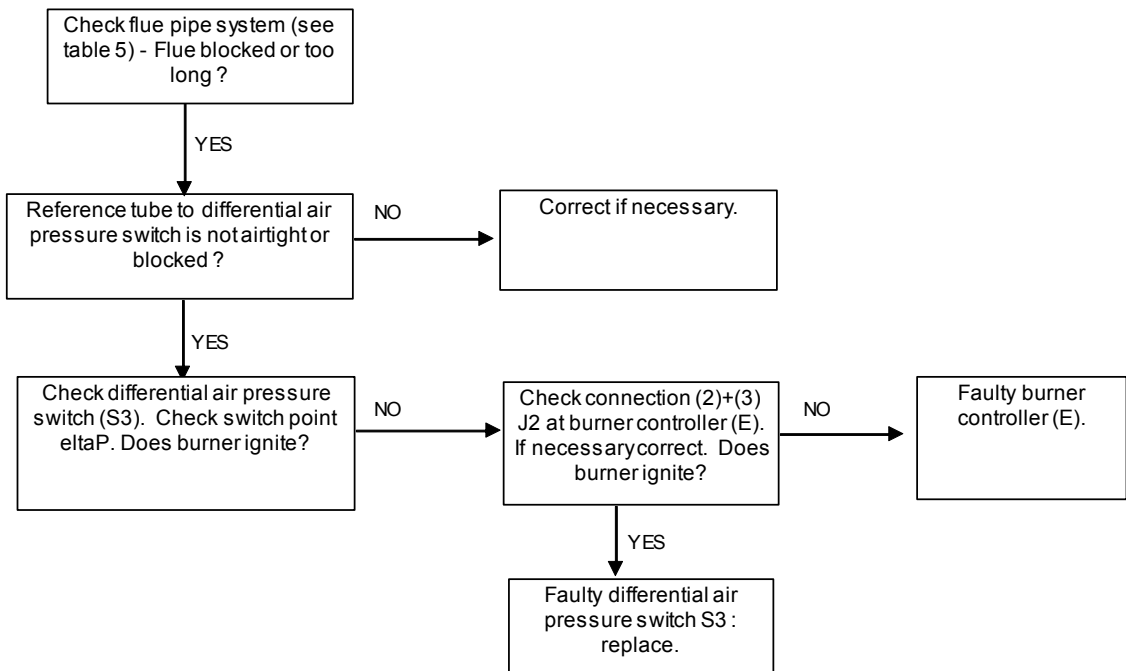 Check flue pipe system (see
table 5) - Flue blocked or too
long ?
YES
Reference tube to differential air
pressure switch is not airtight or
blocked ?
NO
Correct if necessary.
YES
Check differential air pressure
switch (S3). Check switch point
eltaP. Does burner ignite?
NO
Check connection (2)+(3)
J2 at burner controller (E).
If necessary correct. Does
burner ignite?
NO
Faulty burner
controller (E).
YES
Faulty differential air
pressure switch S3 :
replace.